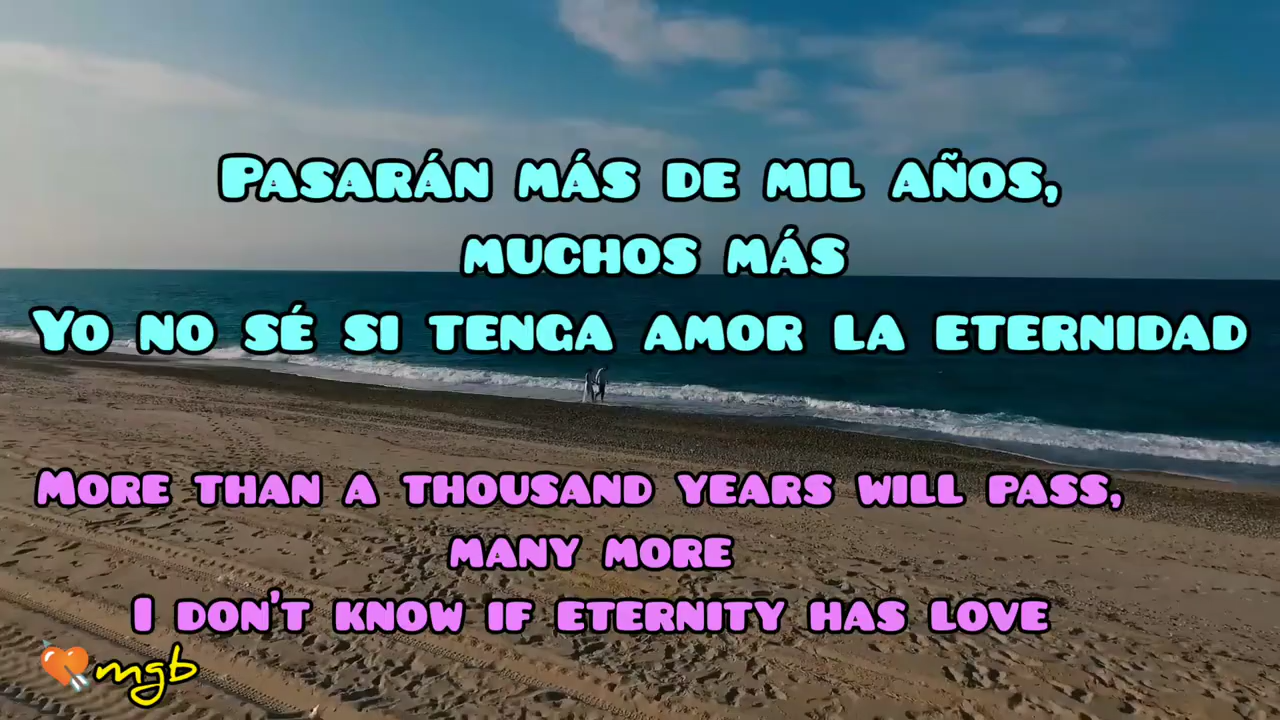 Pasarán más de mil años,
muchos más
Yo no sé si tenga amor la eternidad
More than a thousand years will pass,
many more
I don't know if eternity has love
mgb